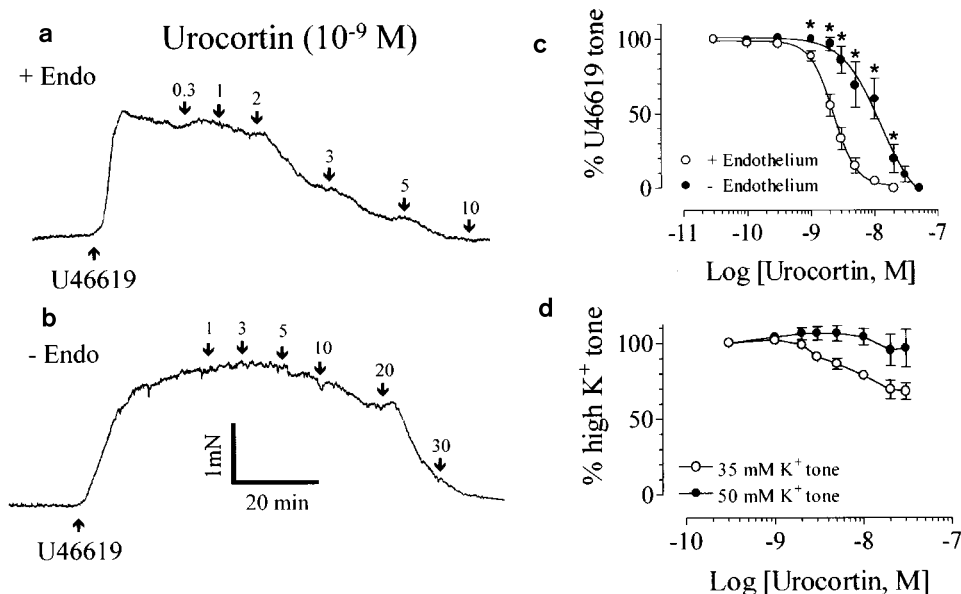 a
Urocortin (10⁻⁹ M)
+ Endo
0.3
1
2
3
5
10
U46619
b
- Endo
1
3
5
10
20
30
1mN
20 min
U46619
c
% U46619 tone
100
50
0
+ Endothelium
- Endothelium
* * * * * *
-11 -10 -9 -8 -7
Log [Urocortin, M]
d
% high K⁺ tone
100
50
0
35 mM K⁺ tone
50 mM K⁺ tone
-10 -9 -8 -7
Log [Urocortin, M]